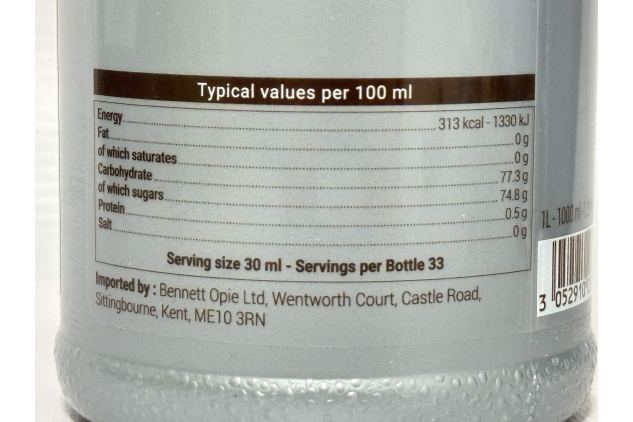 Typical values per 100 ml
Energy 313 kcal - 1330 kJ
Fat 0 g
of which saturates 0 g
Carbohydrate 77.3 g
of which sugars 74.8 g
Protein 0.5 g
Salt 0 g
Serving size 30 ml - Servings per Bottle 33
Imported by : Bennett Opie Ltd, Wentworth Court, Castle Road,
Sittingbourne, Kent, ME10 3RN
1L - 1000 ml
3 052910